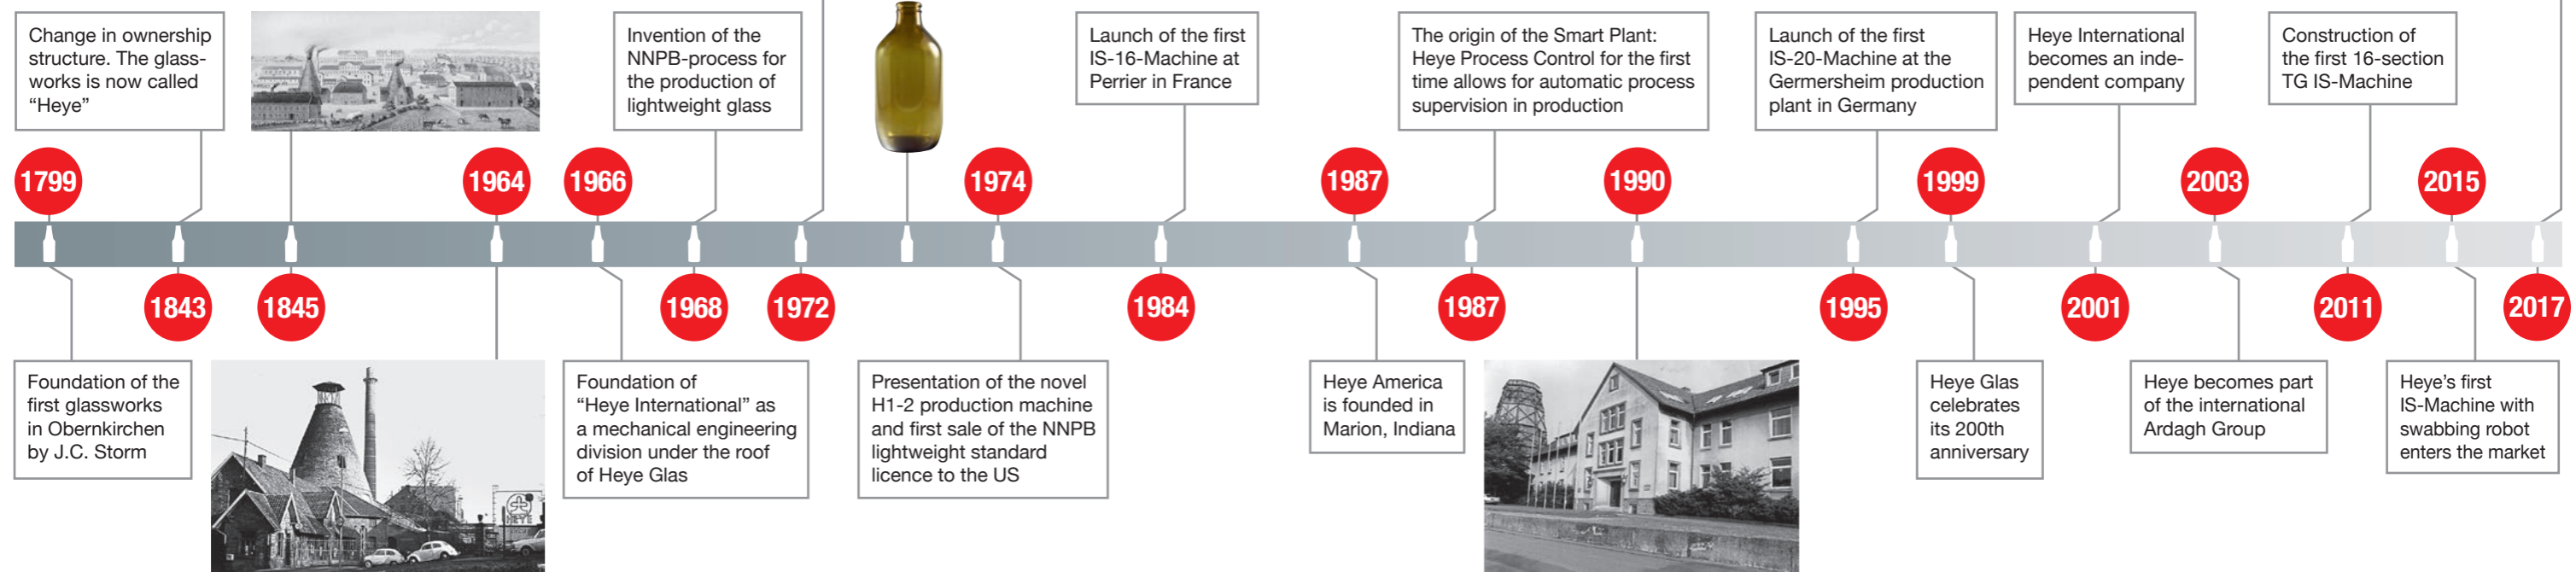 Change in ownership
structure. The glass-
works is now called
“Heye”
Invention of the
NNPB-process for
the production of
lightweight glass
Launch of the first
IS-16-Machine at
Perrier in France
The origin of the Smart Plant:
Heye Process Control for the first
time allows for automatic process
supervision in production
Launch of the first
IS-20-Machine at the
Germersheim production
plant in Germany
Heye International
becomes an inde-
pendent company
Construction of
the first 16-section
TG IS-Machine
1799
1964
1966
1974
1987
1990
1999
2003
2015
1843
1845
1968
1972
1984
1987
1995
2001
2011
2017
Foundation of the
first glassworks
in Obernkirchen
by J.C. Storm
HEYE
Foundation of
“Heye International” as
a mechanical engineering
division under the roof
of Heye Glas
Presentation of the novel
H1-2 production machine
and first sale of the NNPB
lightweight standard
licence to the US
Heye America
is founded in
Marion, Indiana
Heye Glas
celebrates
its 200th
anniversary
Heye becomes part
of the international
Ardagh Group
Heye’s first
IS-Machine with
swabbing robot
enters the market